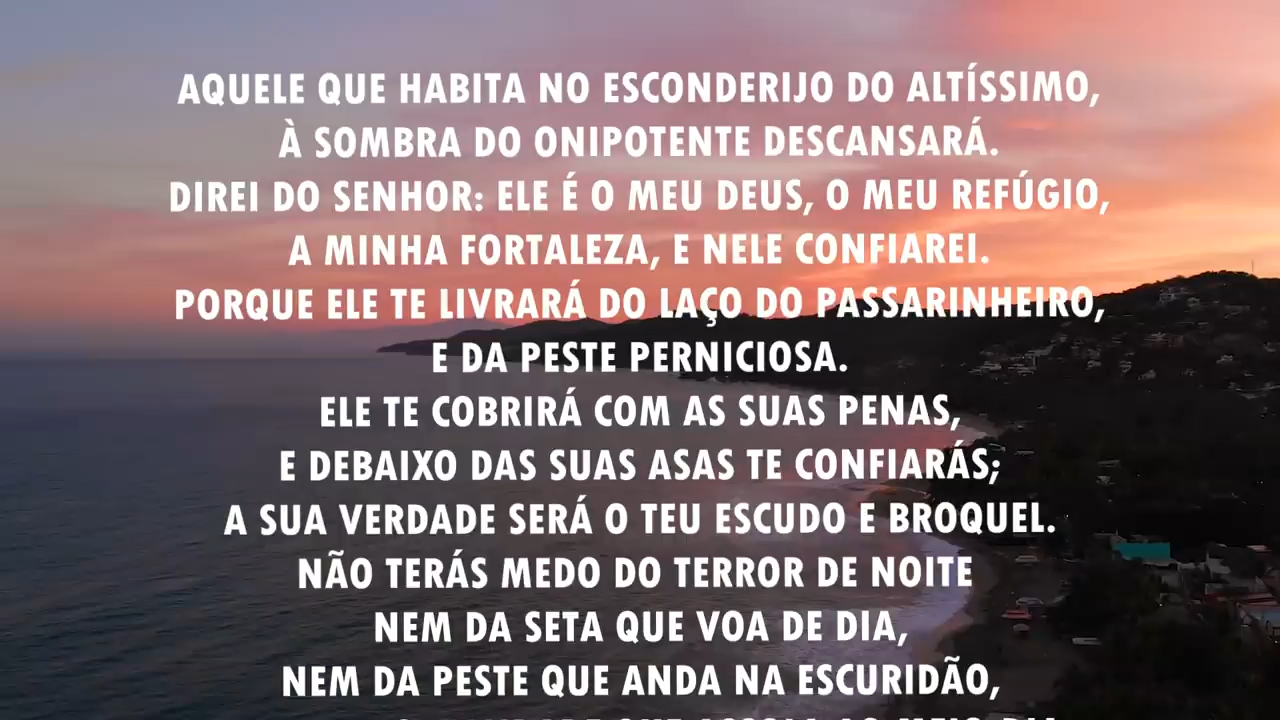 AQUELE QUE HABITA NO ESCONDERIJO DO ALTÍSSIMO,
À SOMBRA DO ONIPOTENTE DESCANSARÁ.
DIREI DO SENHOR: ELE É O MEU DEUS, O MEU REFÚGIO,
A MINHA FORTALEZA, E NELE CONFIAREI.
PORQUE ELE TE LIVRARÁ DO LAÇO DO PASSARINHEIRO,
E DA PESTE PERNICIOSA.
ELE TE COBRIRÁ COM AS SUAS PENAS,
E DEBAIXO DAS SUAS ASAS TE CONFIARÁS;
A SUA VERDADE SERÁ O TEU ESCUDO E BROQUEL.
NÃO TERÁS MEDO DO TERROR DE NOITE
NEM DA SETA QUE VOA DE DIA,
NEM DA PESTE QUE ANDA NA ESCURIDÃO,